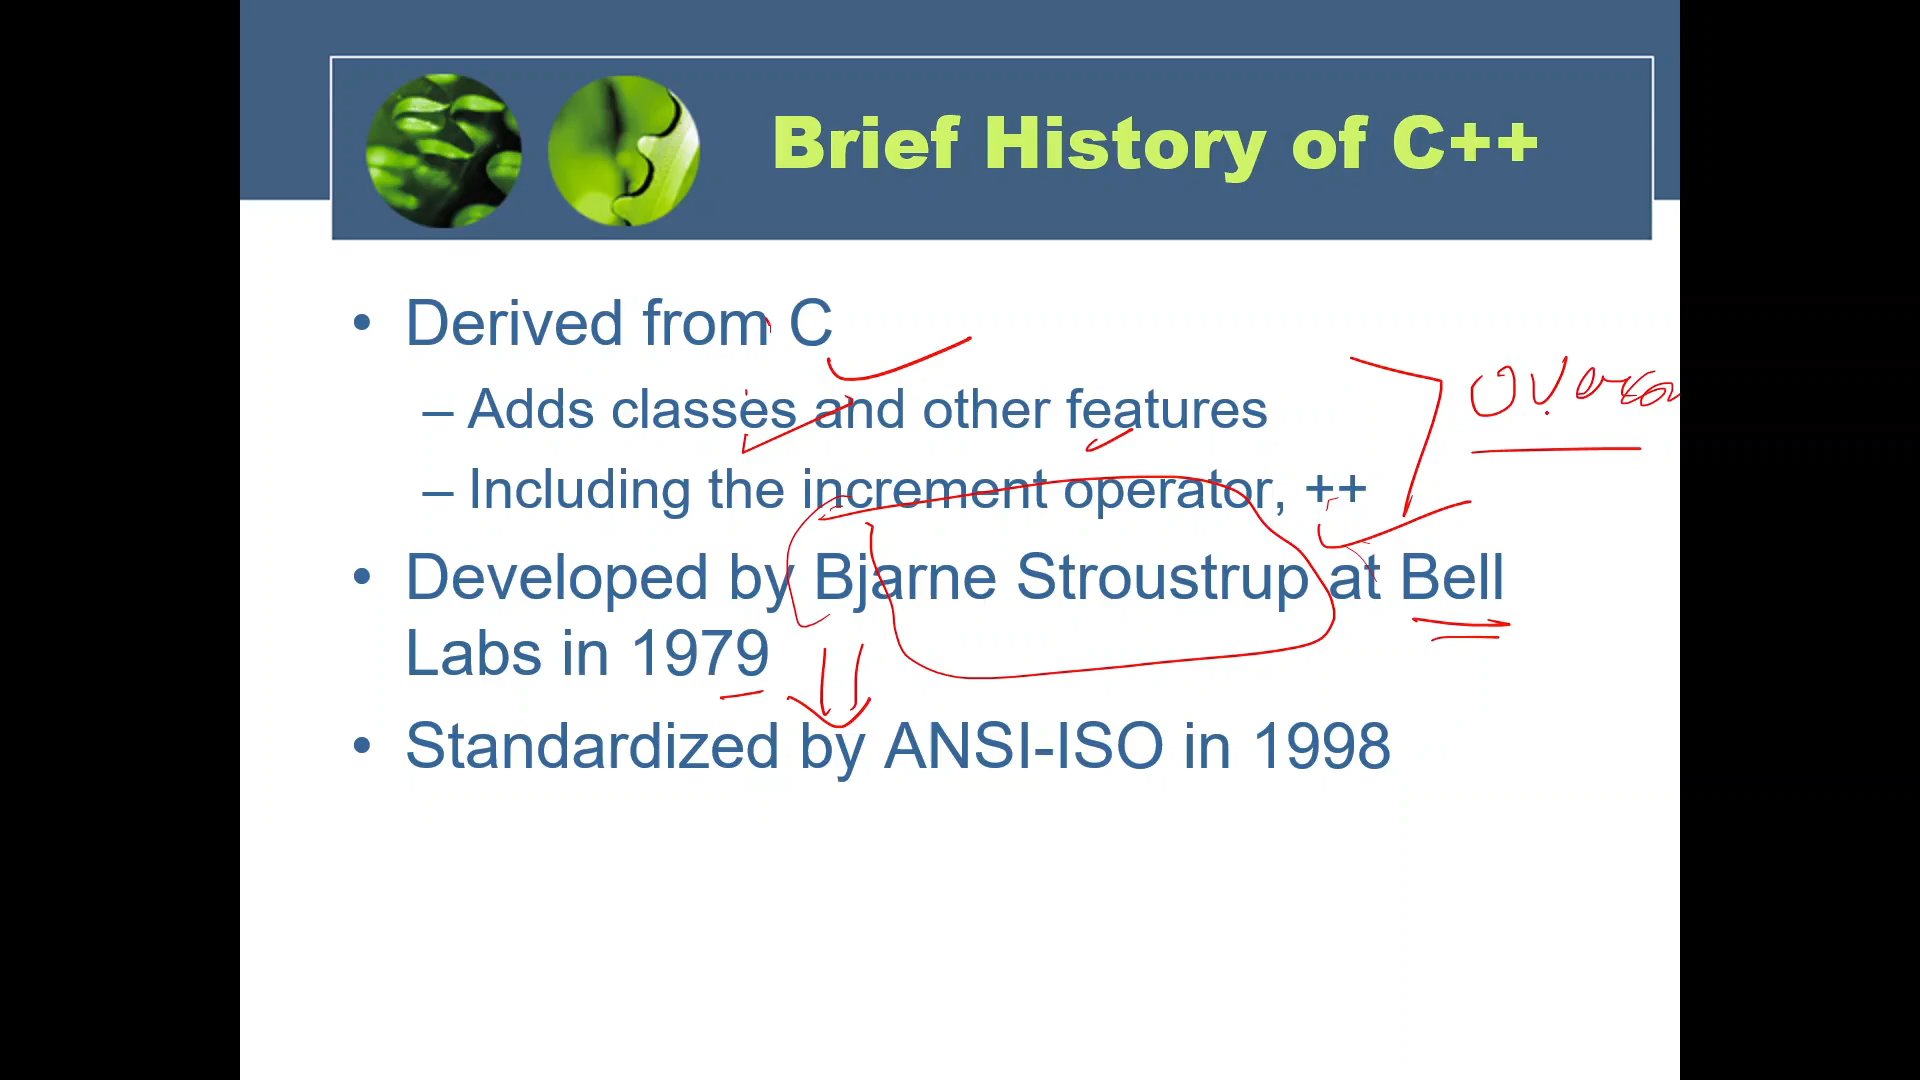 Brief History of C++
• Derived from C
– Adds classes and other features
– Including the increment operator, ++
• Developed by Bjarne Stroustrup at Bell
Labs in 1979
• Standardized by ANSI-ISO in 1998